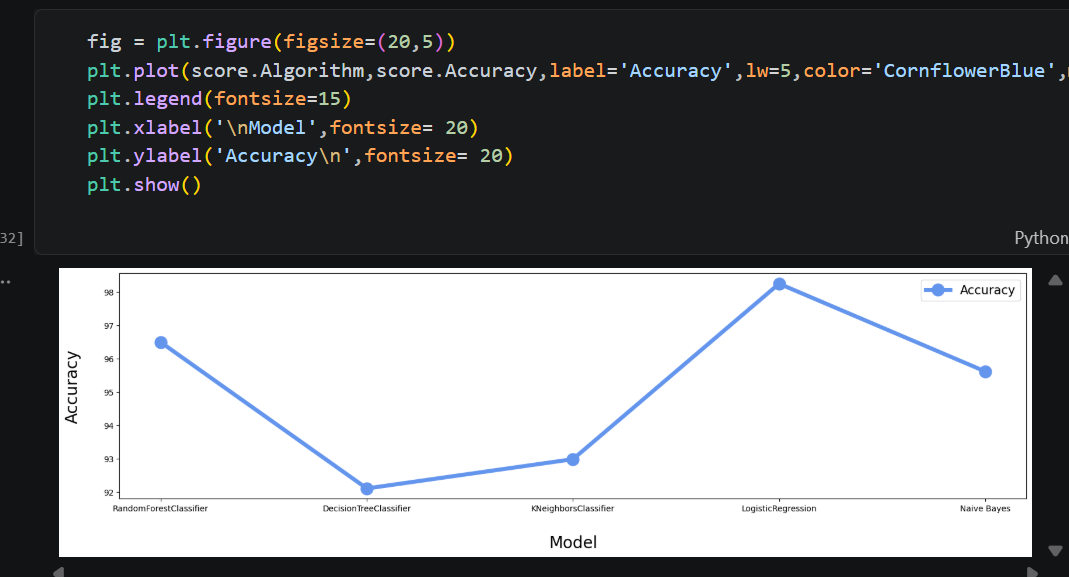 fig = plt.figure(figsize=(20,5))
plt.plot(score.Algorithm,score.Accuracy,label='Accuracy',lw=5,color='CornflowerBlue',
plt.legend(fontsize=15)
plt.xlabel('\nModel',fontsize= 20)
plt.ylabel('Accuracy\n',fontsize= 20)
plt.show()
32]
Python
98
97
96
95
94
93
92
Accuracy
Accuracy
RandomForestClassifier DecisionTreeClassifier KNeighborsClassifier LogisticRegression Naive Bayes
Model